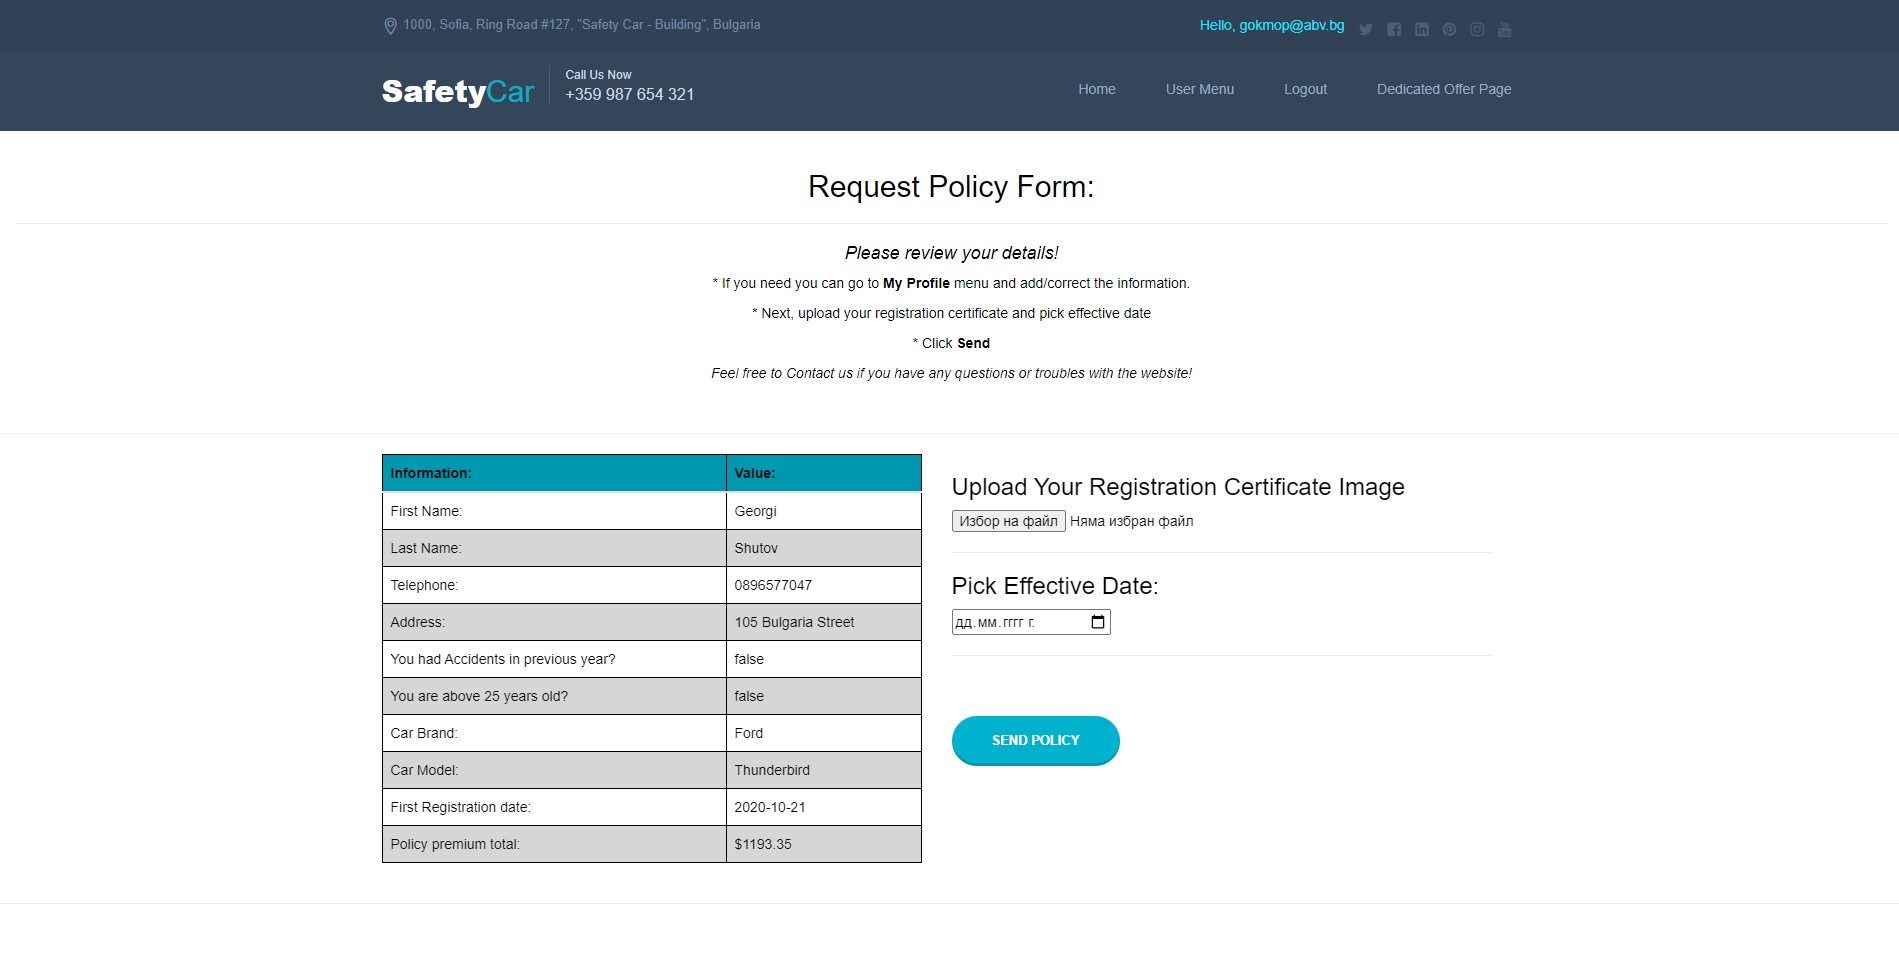 1000, Sofia, Ring Road #127, "Safety Car - Building", Bulgaria
Hello, gokmop@abv.bg
SafetyCar
Call Us Now
+359 987 654 321
Home
User Menu
Logout
Dedicated Offer Page
Request Policy Form:
Please review your details!
* If you need you can go to My Profile menu and add/correct the information.
* Next, upload your registration certificate and pick effective date
* Click Send
Feel free to Contact us if you have any questions or troubles with the website!
Information: Value:
First Name: Georgi
Last Name: Shutov
Telephone: 0896577047
Address: 105 Bulgaria Street
You had Accidents in previous year? false
You are above 25 years old? false
Car Brand: Ford
Car Model: Thunderbird
First Registration date: 2020-10-21
Policy premium total: $1193.35
Upload Your Registration Certificate Image
Избор на файл Няма избран файл
Pick Effective Date:
дд.мм.гггг г.
SEND POLICY